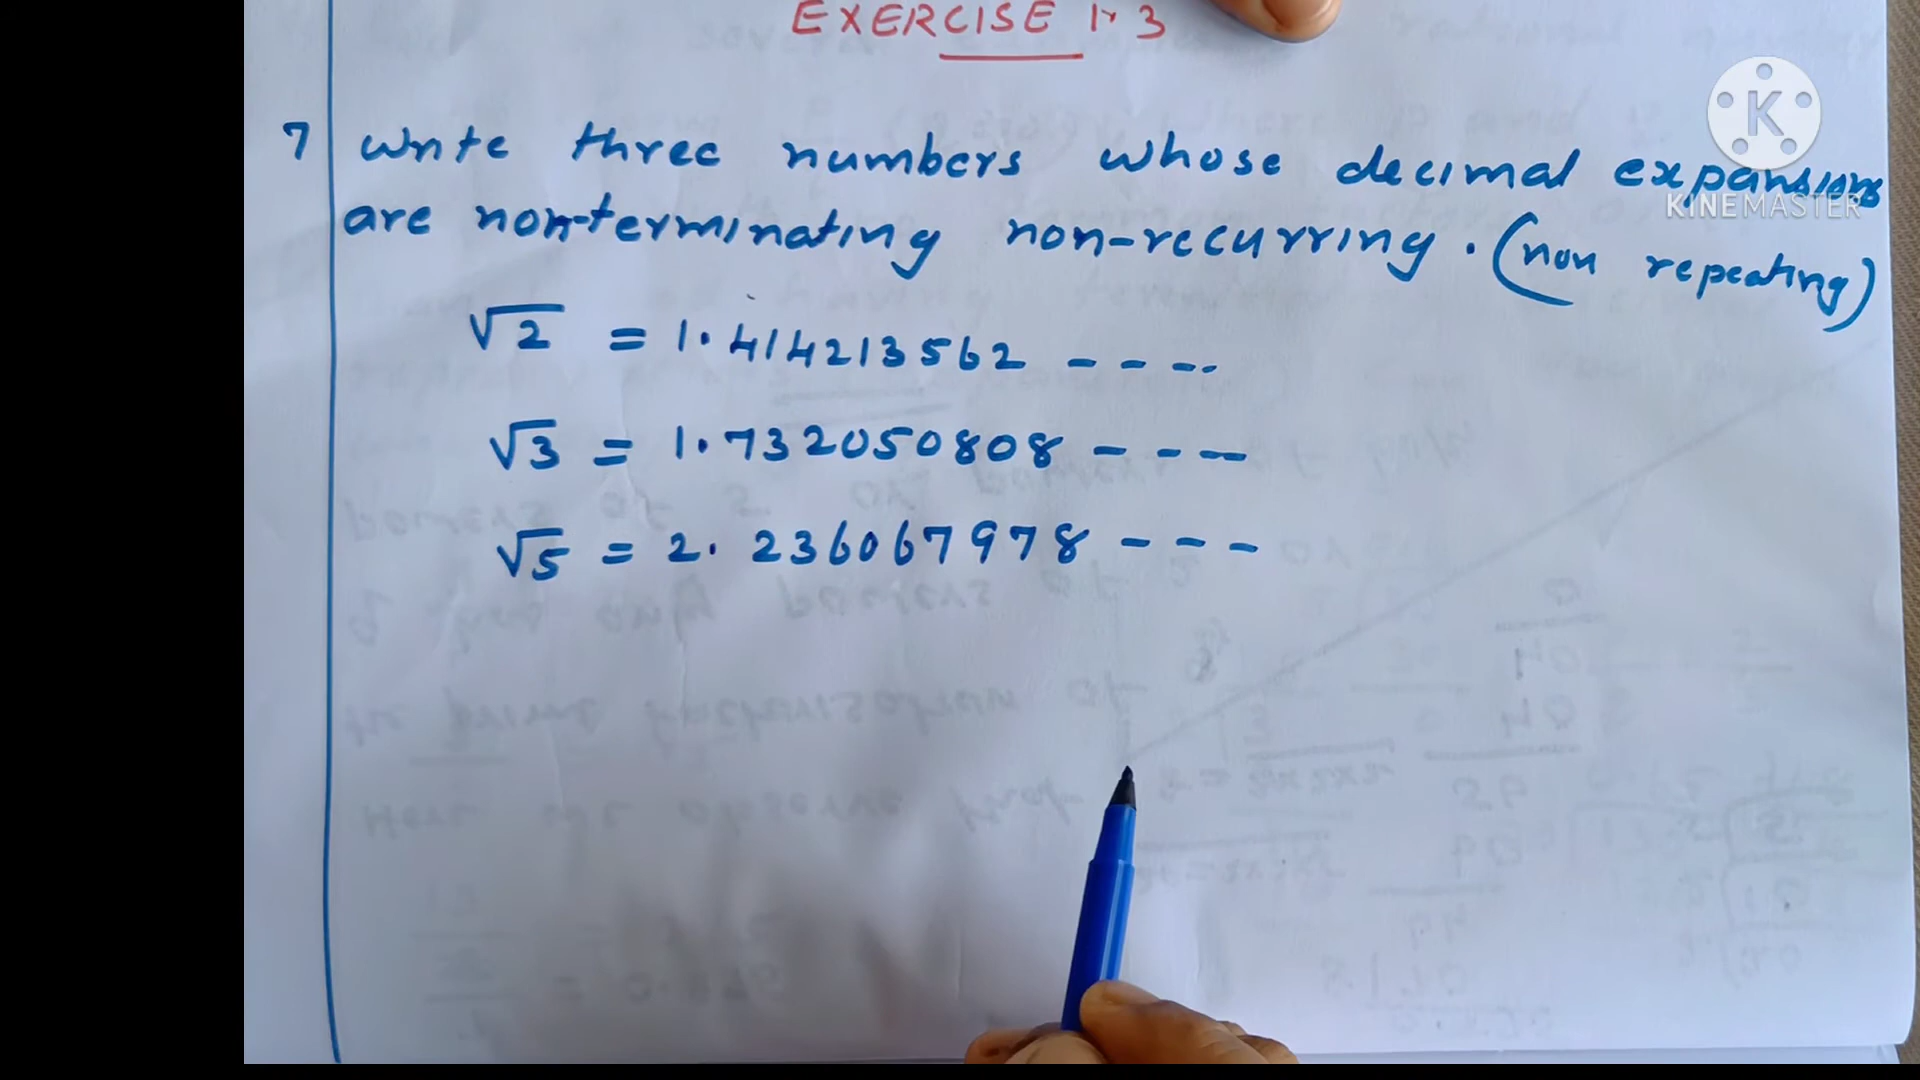 EXERCISE 1.3
K
KINEMASTER
7 Write three numbers whose decimal expansions
are non-terminating non-recurring. (non repeating)
√2 = 1.414213562 - - - -
√3 = 1.732050808 - - -
√5 = 2.236067978 - - -